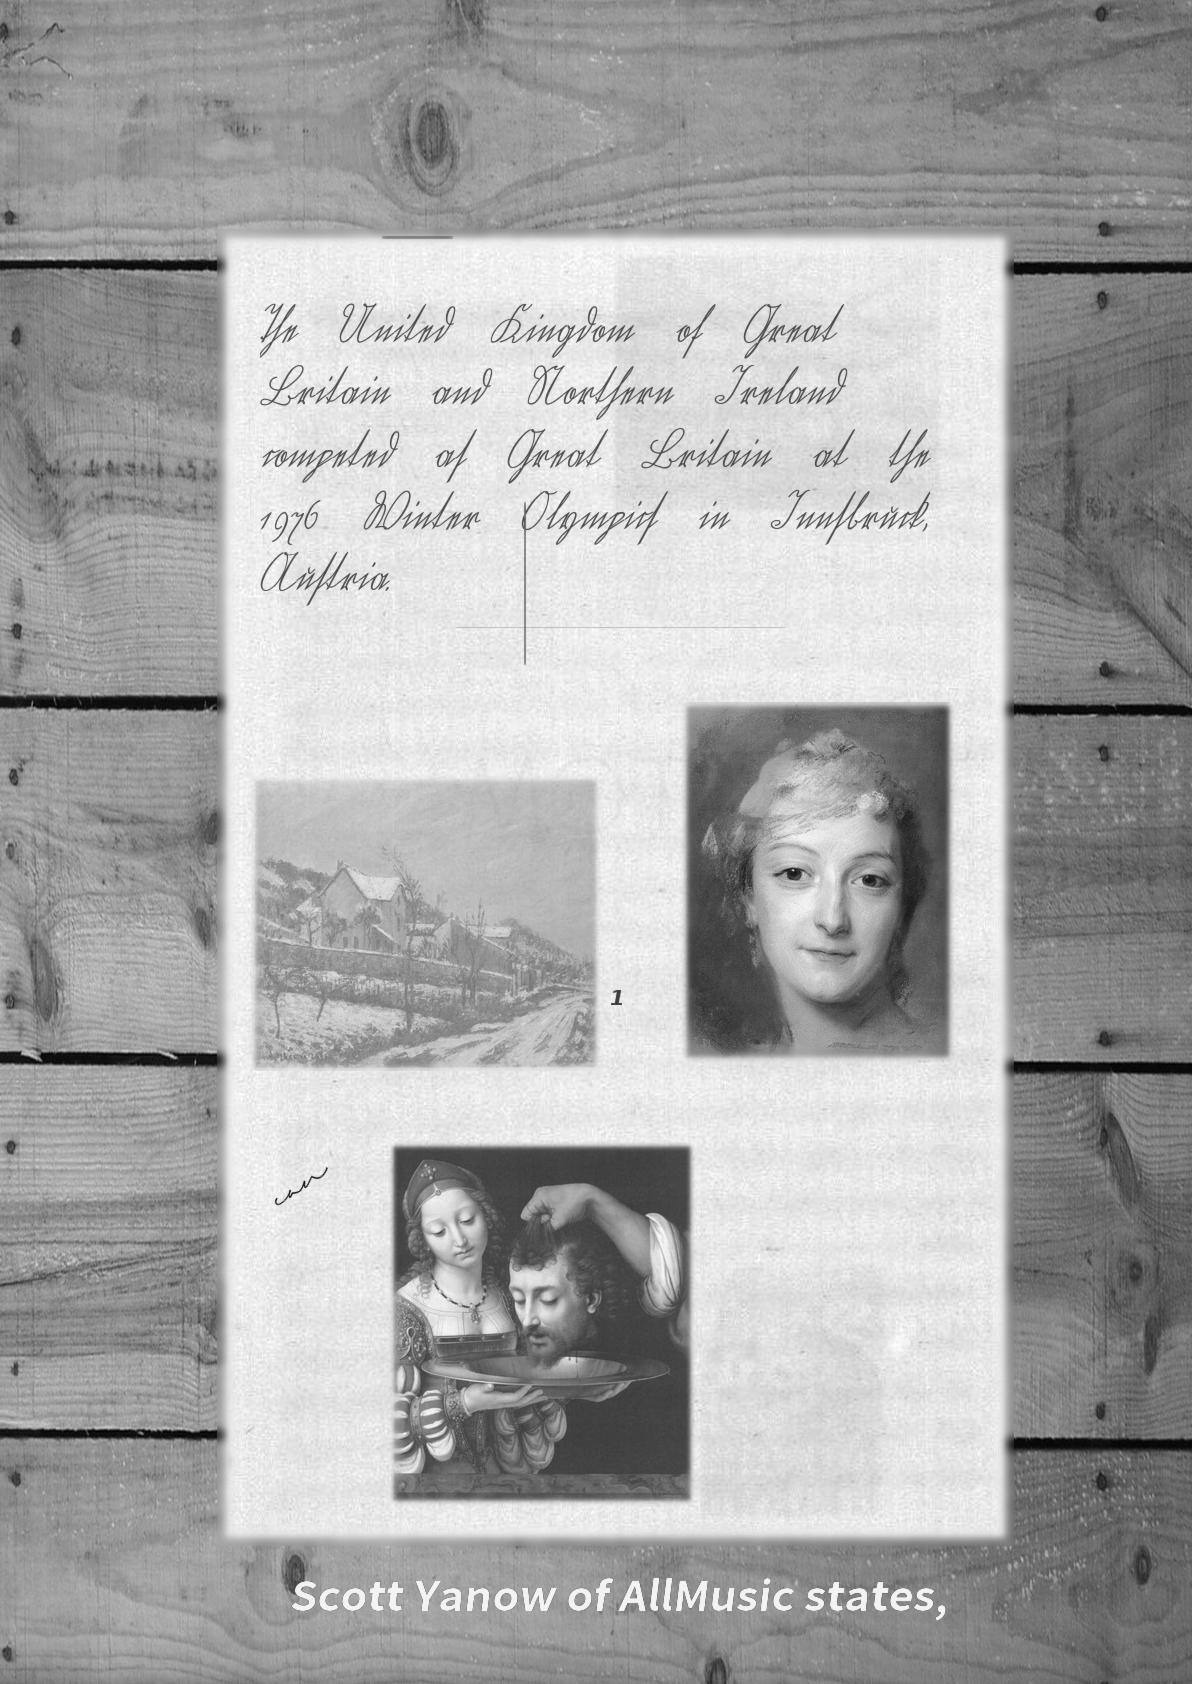 The United Kingdom of Great
Britain and Northern Ireland
competed as Great Britain at the
1976 Winter Olympics in Innsbruck,
Austria.
1
can
Scott Yanow of AllMusic states,